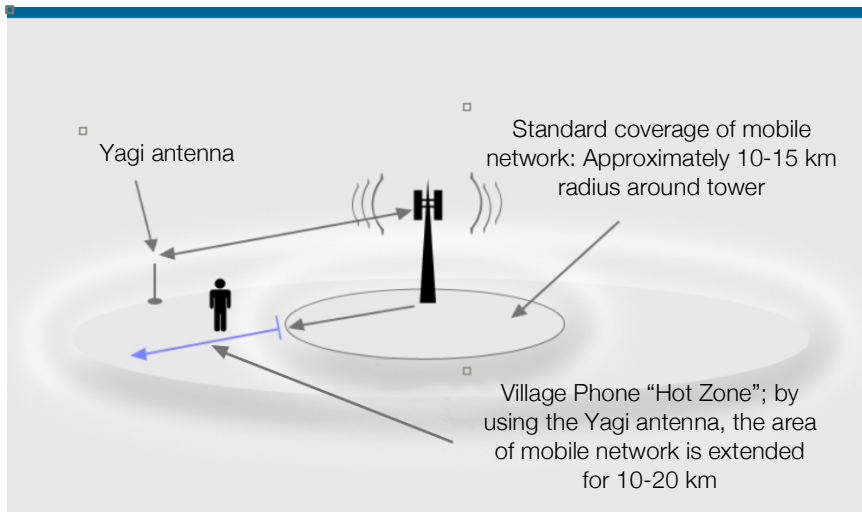 Yagi antenna
Standard coverage of mobile
network: Approximately 10-15 km
radius around tower
Village Phone “Hot Zone”; by
using the Yagi antenna, the area
of mobile network is extended
for 10-20 km